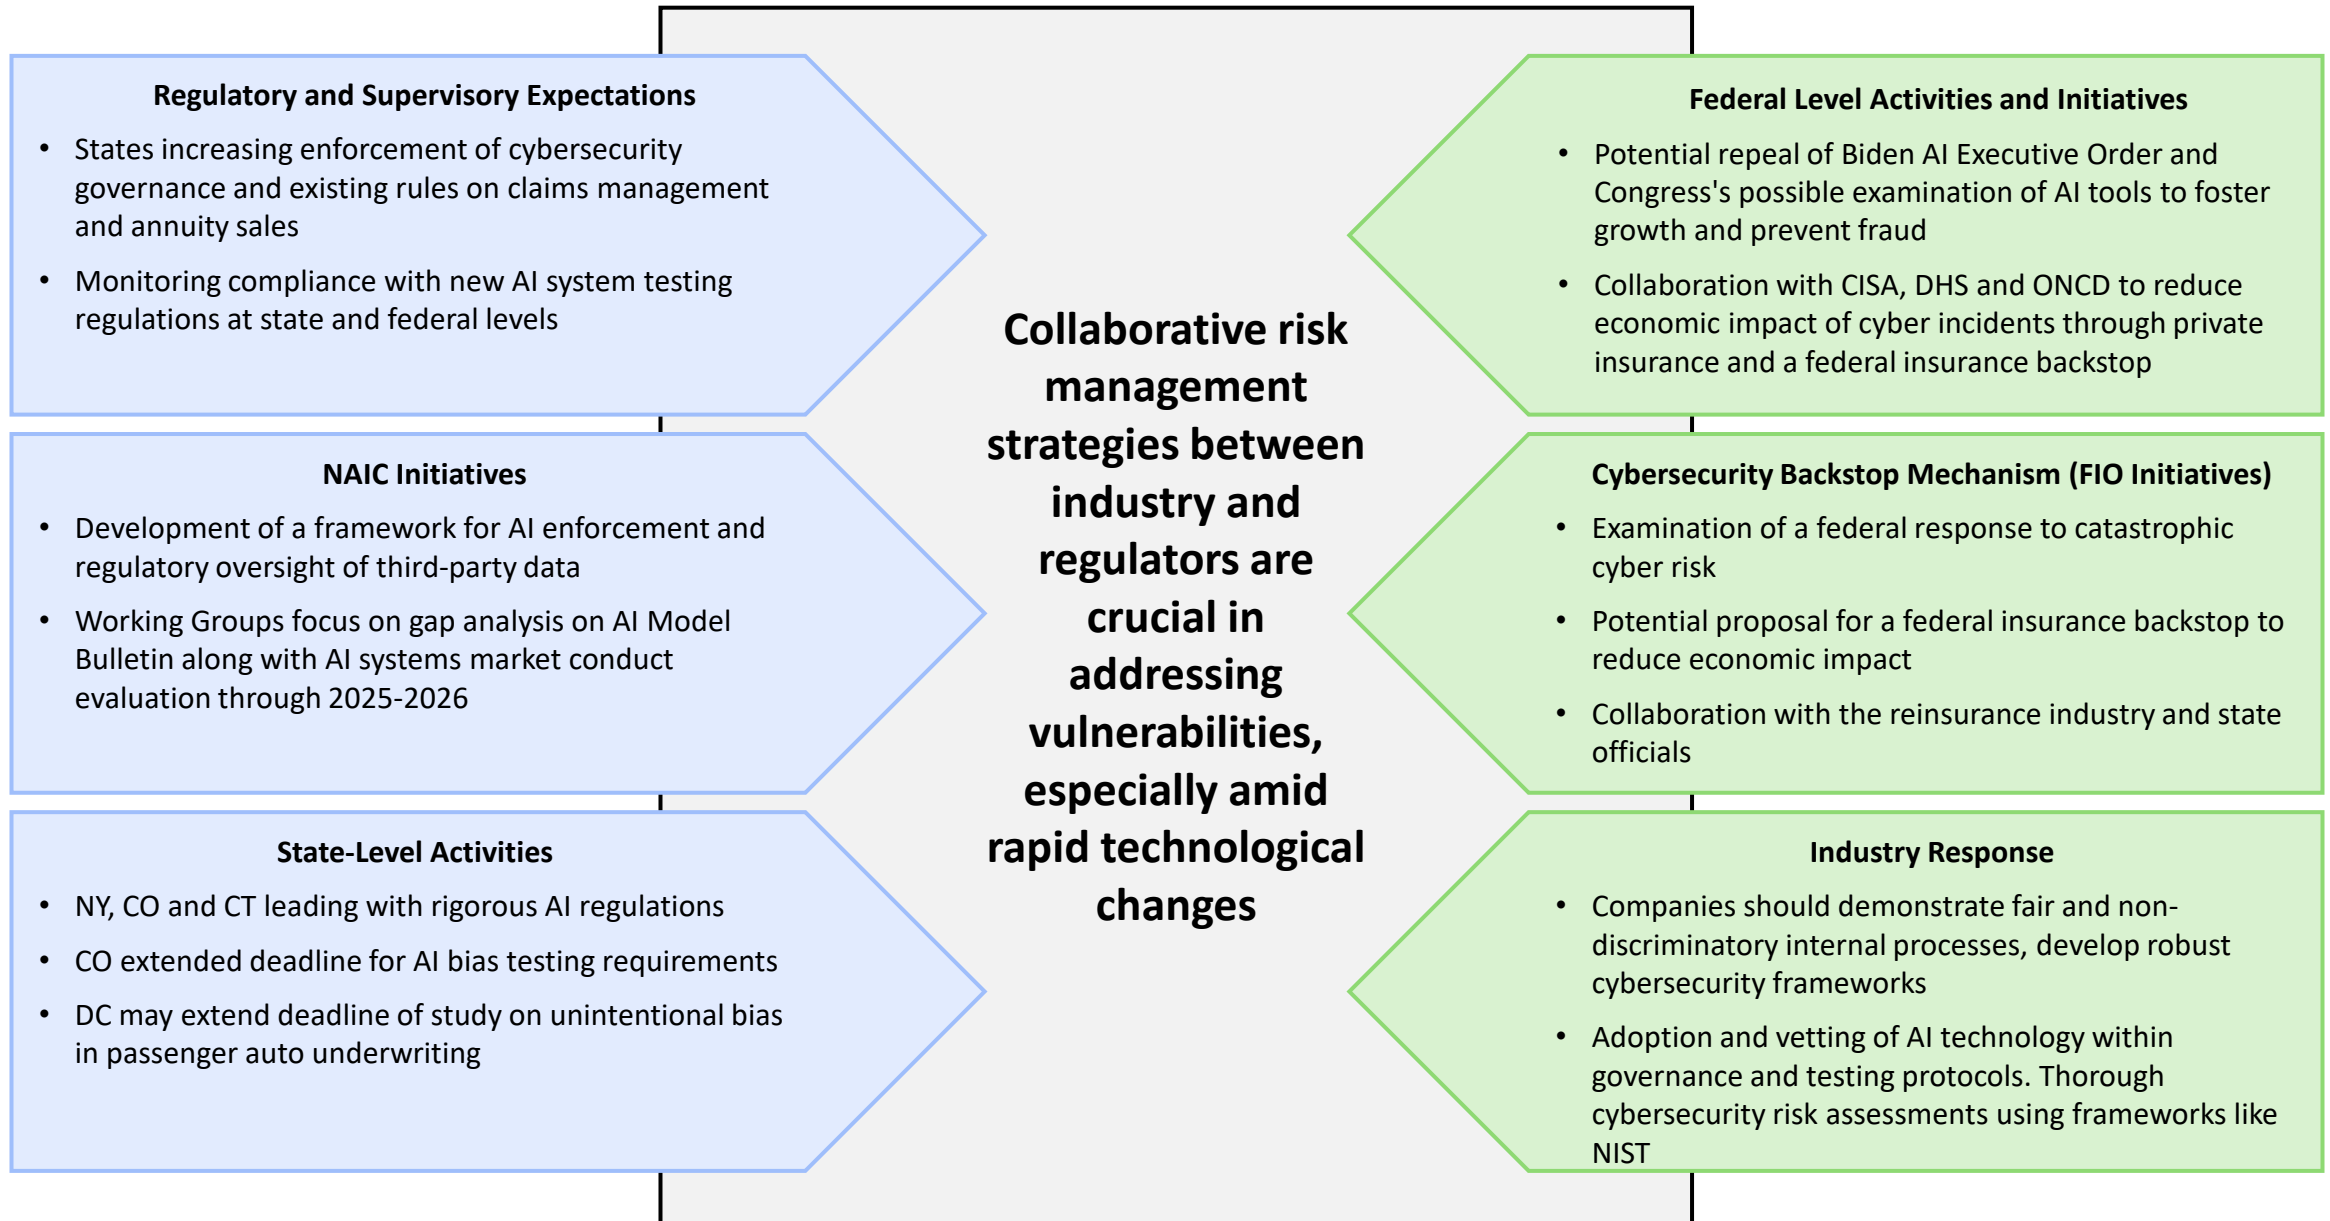 Regulatory and Supervisory Expectations
• States increasing enforcement of cybersecurity
governance and existing rules on claims management
and annuity sales
• Monitoring compliance with new AI system testing
regulations at state and federal levels
NAIC Initiatives
• Development of a framework for AI enforcement and
regulatory oversight of third-party data
• Working Groups focus on gap analysis on AI Model
Bulletin along with AI systems market conduct
evaluation through 2025-2026
State-Level Activities
• NY, CO and CT leading with rigorous AI regulations
• CO extended deadline for AI bias testing requirements
• DC may extend deadline of study on unintentional bias
in passenger auto underwriting
Collaborative risk
management
strategies between
industry and
regulators are
crucial in
addressing
vulnerabilities,
especially amid
rapid technological
changes
Federal Level Activities and Initiatives
• Potential repeal of Biden AI Executive Order and
Congress's possible examination of AI tools to foster
growth and prevent fraud
• Collaboration with CISA, DHS and ONCD to reduce
economic impact of cyber incidents through private
insurance and a federal insurance backstop
Cybersecurity Backstop Mechanism (FIO Initiatives)
• Examination of a federal response to catastrophic
cyber risk
• Potential proposal for a federal insurance backstop to
reduce economic impact
• Collaboration with the reinsurance industry and state
officials
Industry Response
• Companies should demonstrate fair and non-
discriminatory internal processes, develop robust
cybersecurity frameworks
• Adoption and vetting of AI technology within
governance and testing protocols. Thorough
cybersecurity risk assessments using frameworks like
NIST